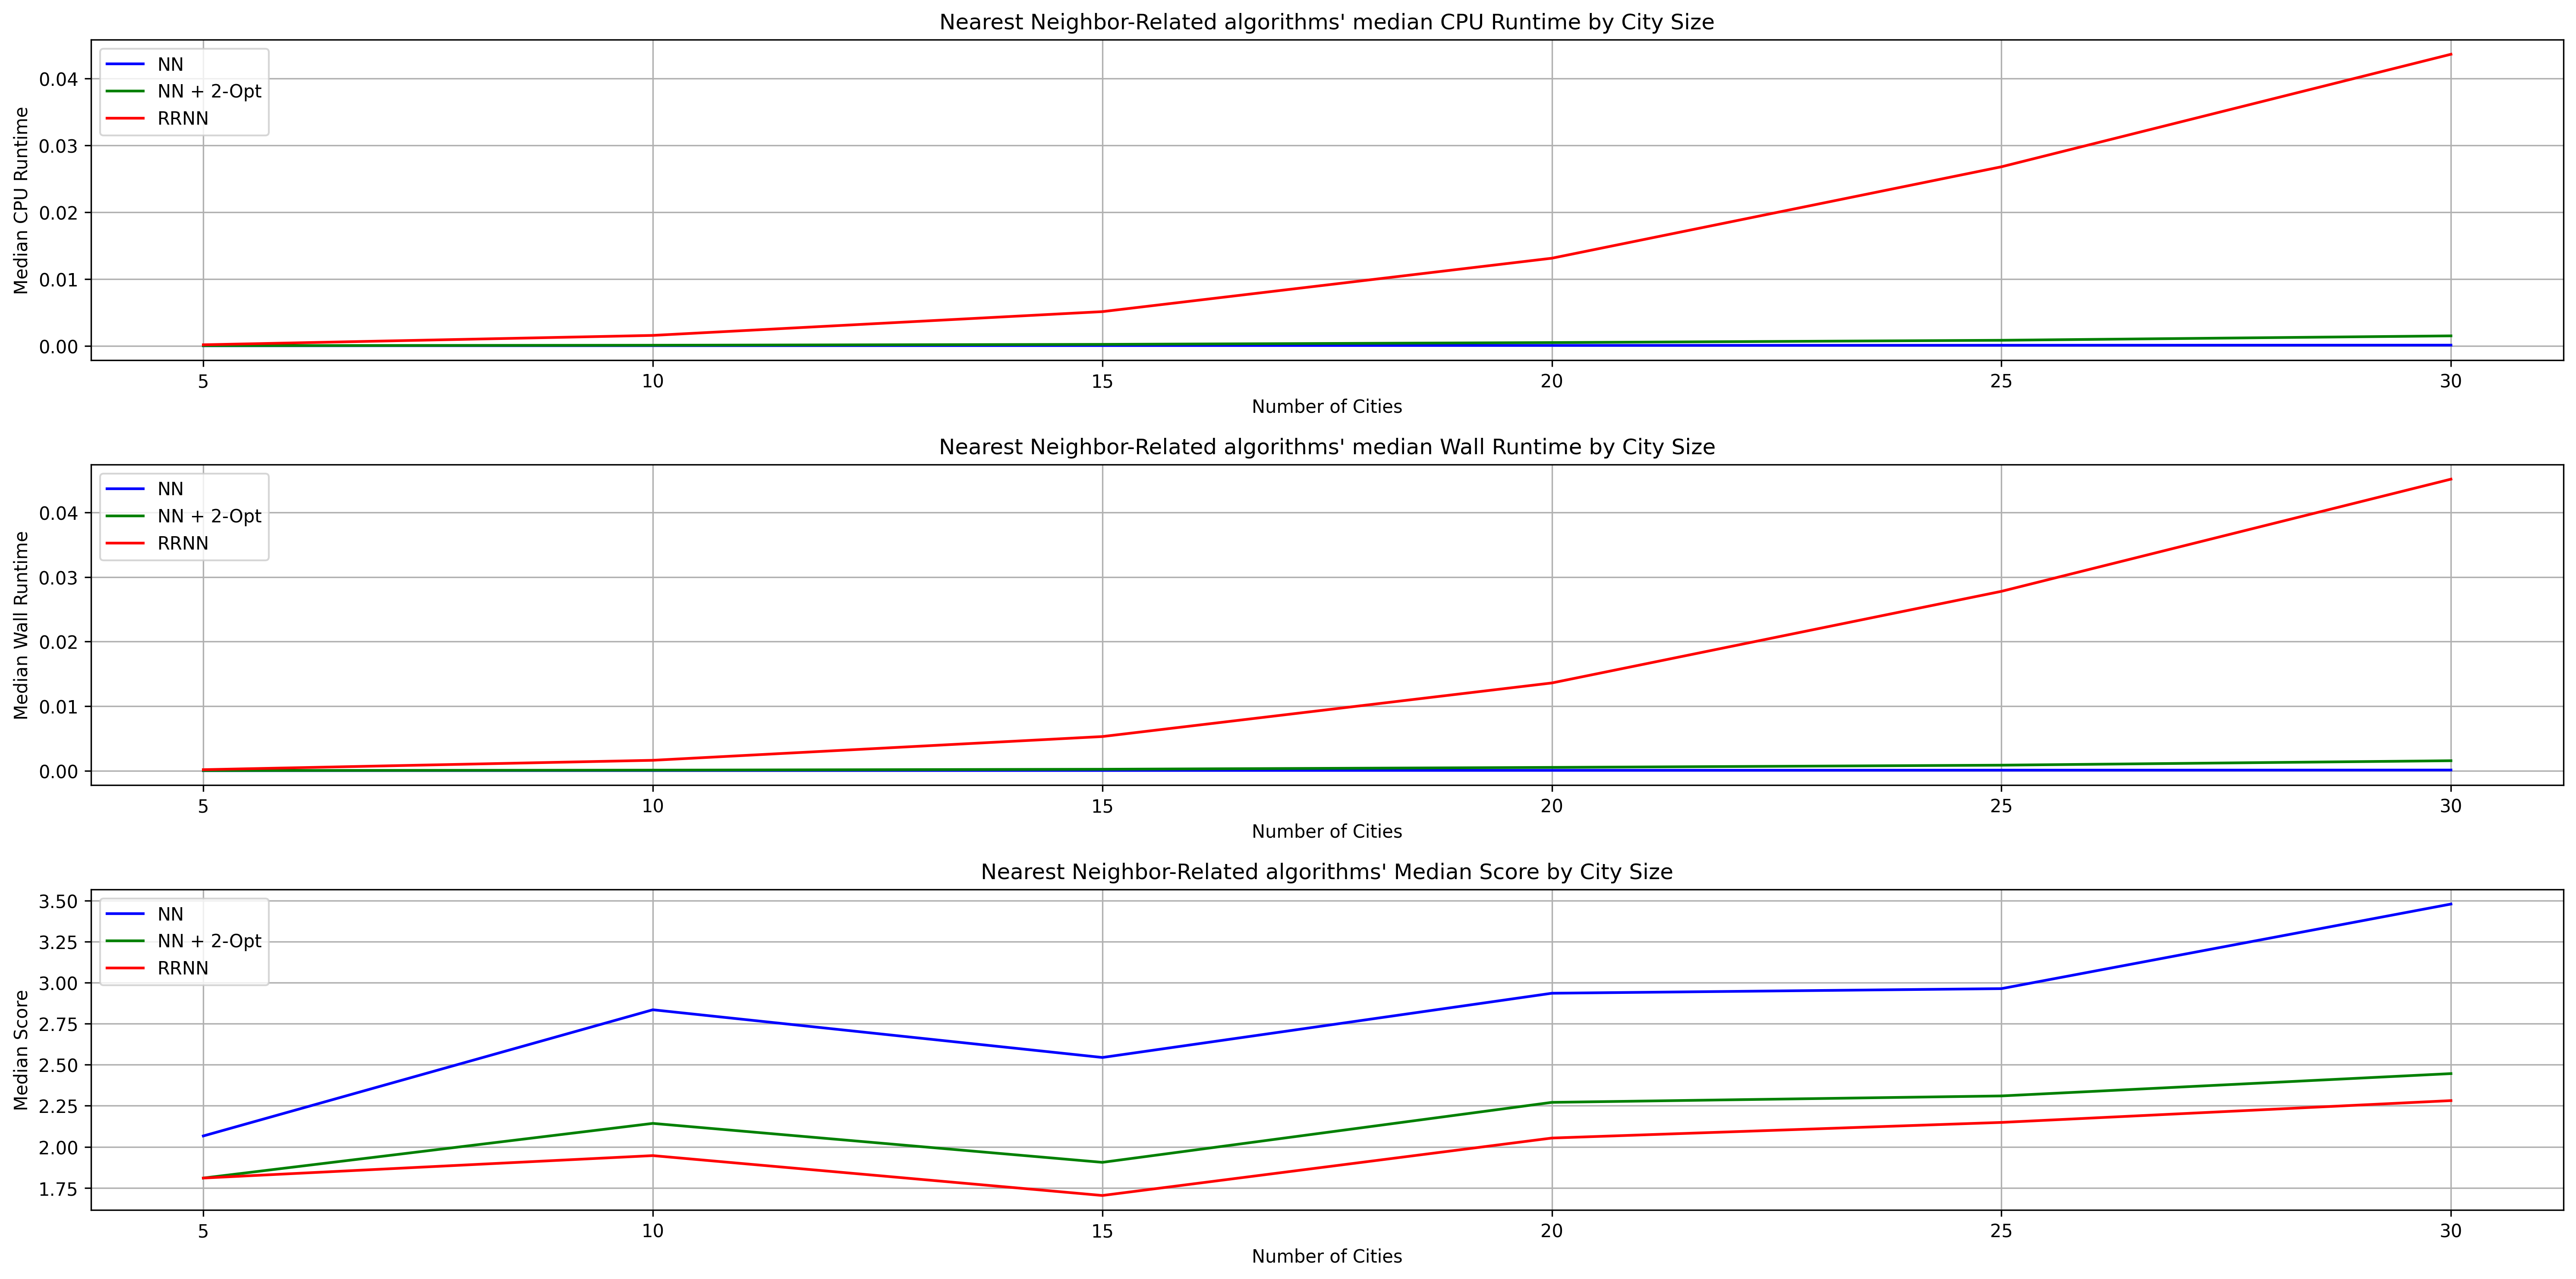 Nearest Neighbor-Related algorithms' median CPU Runtime by City Size
NN
NN + 2-Opt
RRNN
Median CPU Runtime
0.04
0.03
0.02
0.01
0.00
5 10 15 20 25 30
Number of Cities
Nearest Neighbor-Related algorithms' median Wall Runtime by City Size
NN
NN + 2-Opt
RRNN
Median Wall Runtime
0.04
0.03
0.02
0.01
0.00
5 10 15 20 25 30
Number of Cities
Nearest Neighbor-Related algorithms' Median Score by City Size
NN
NN + 2-Opt
RRNN
Median Score
3.50
3.25
3.00
2.75
2.50
2.25
2.00
1.75
5 10 15 20 25 30
Number of Cities